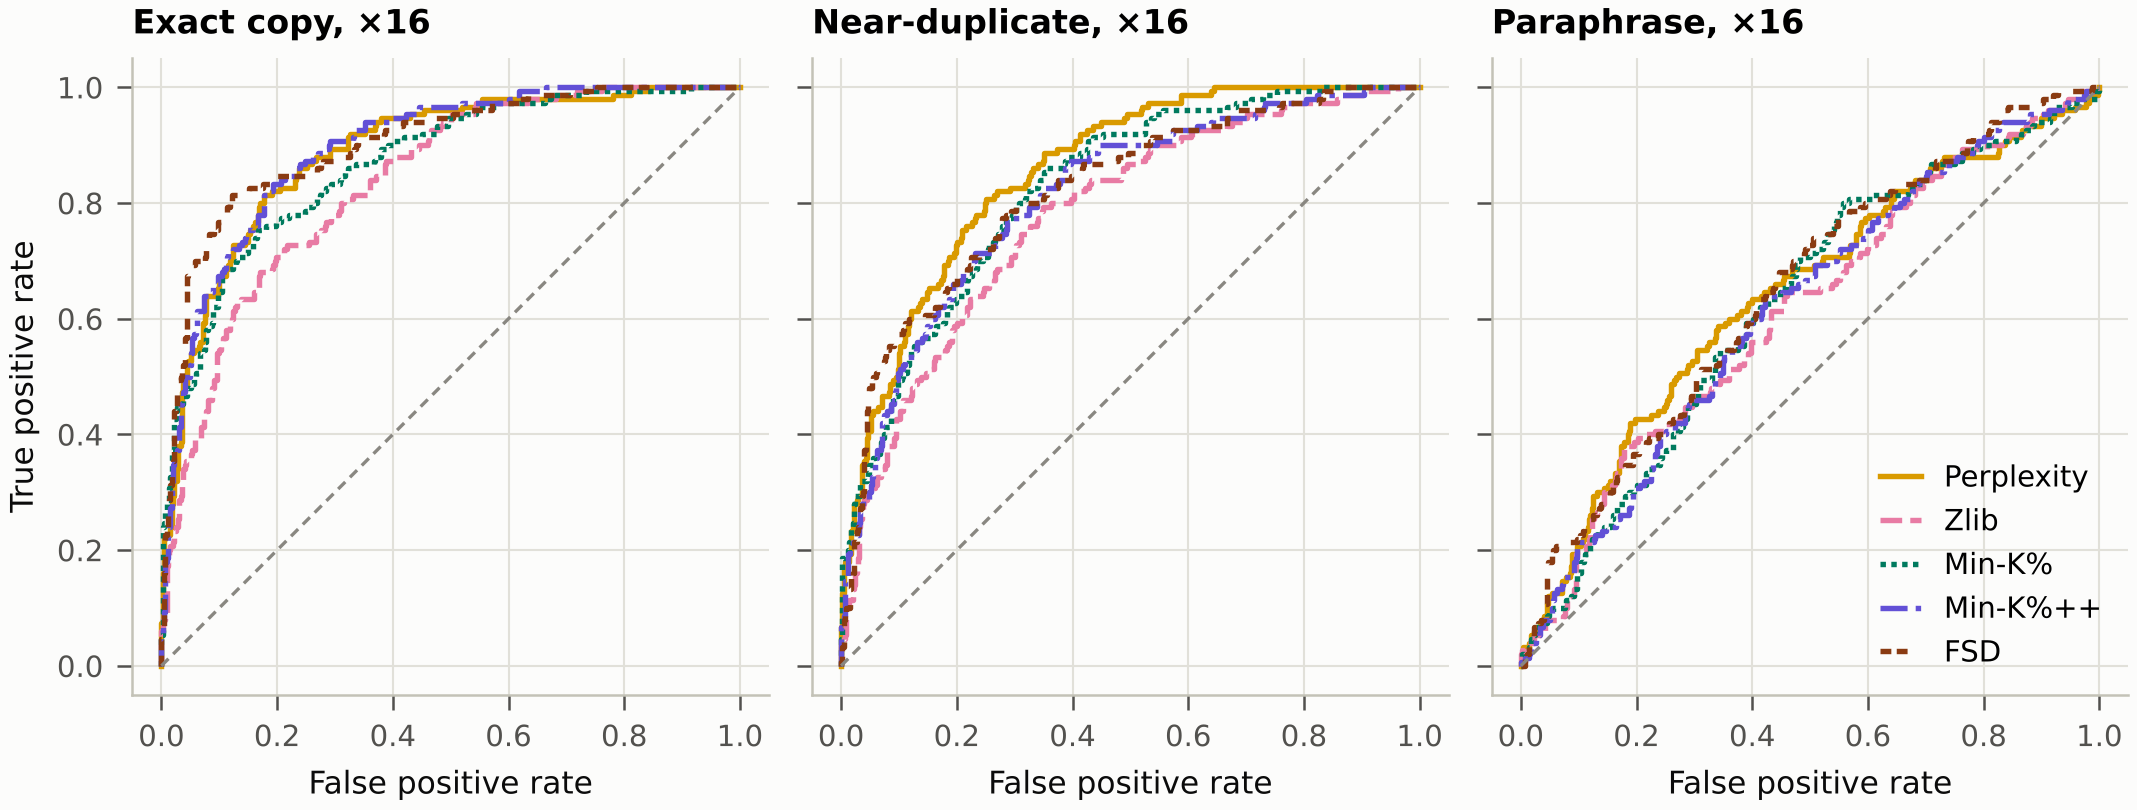 Exact copy, ×16
Near-duplicate, ×16
Paraphrase, ×16
True positive rate
1.0
0.8
0.6
0.4
0.2
0.0
Perplexity
Zlib
Min-K%
Min-K%++
FSD
0.0 0.2 0.4 0.6 0.8 1.0
0.0 0.2 0.4 0.6 0.8 1.0
0.0 0.2 0.4 0.6 0.8 1.0
False positive rate
False positive rate
False positive rate